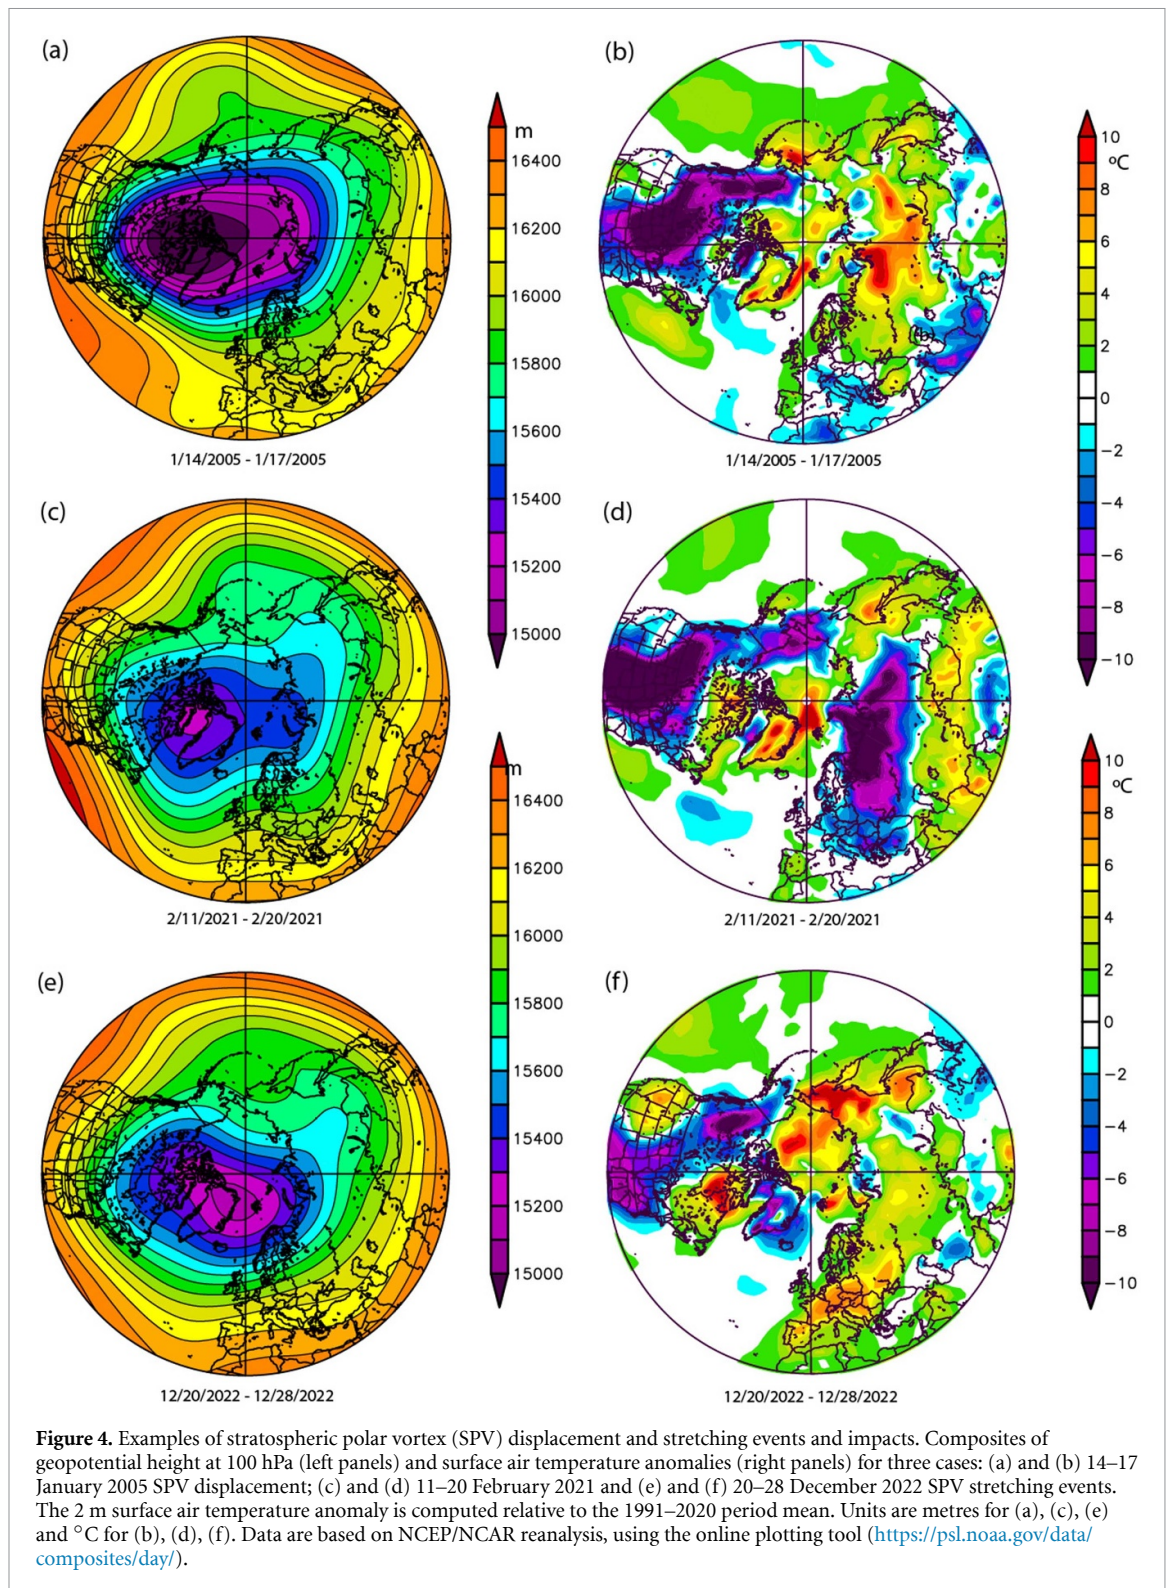 (a)
(b)
m
16400
16200
16000
15800
15600
15400
15200
15000
10
ºC
8
6
4
2
0
−2
−4
−6
−8
−10
1/14/2005 - 1/17/2005
1/14/2005 - 1/17/2005
(c)
(d)
m
16400
16200
16000
15800
15600
15400
15200
15000
10
ºC
8
6
4
2
0
−2
−4
−6
−8
−10
2/11/2021 - 2/20/2021
2/11/2021 - 2/20/2021
(e)
(f)
12/20/2022 - 12/28/2022
12/20/2022 - 12/28/2022
Figure 4. Examples of stratospheric polar vortex (SPV) displacement and stretching events and impacts. Composites of
geopotential height at 100 hPa (left panels) and surface air temperature anomalies (right panels) for three cases: (a) and (b) 14–17
January 2005 SPV displacement; (c) and (d) 11–20 February 2021 and (e) and (f) 20–28 December 2022 SPV stretching events.
The 2 m surface air temperature anomaly is computed relative to the 1991–2020 period mean. Units are metres for (a), (c), (e)
and °C for (b), (d), (f). Data are based on NCEP/NCAR reanalysis, using the online plotting tool (https://psl.noaa.gov/data/
composites/day/).